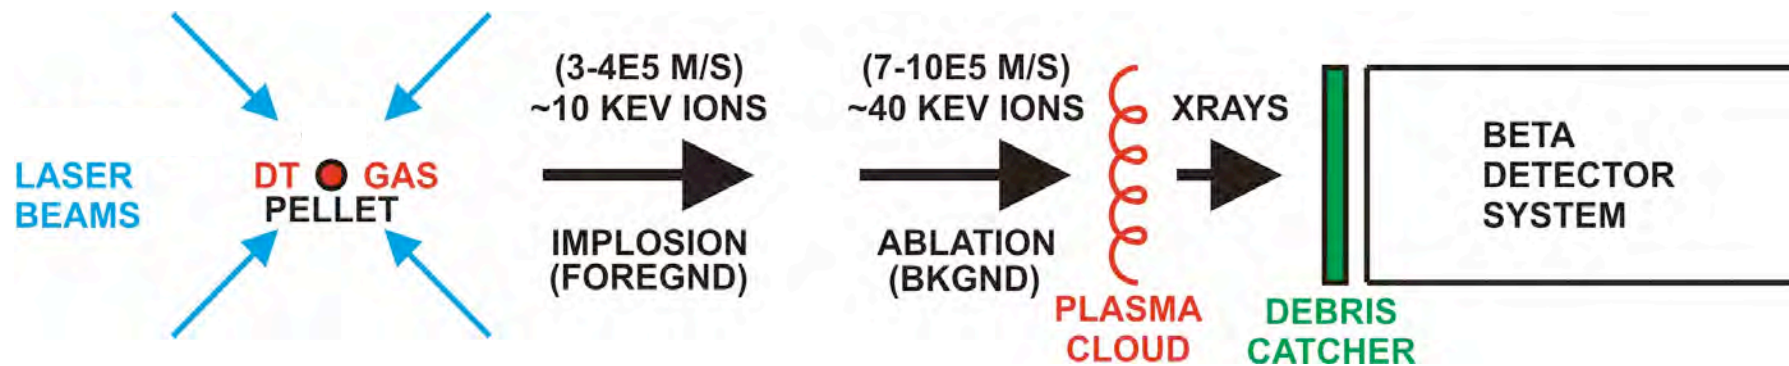 LASER
BEAMS
DT GAS
PELLET
(3-4E5 M/S)
~10 KEV IONS
IMPLOSION
(FOREGND)
(7-10E5 M/S)
~40 KEV IONS
ABLATION
(BKGND)
PLASMA
CLOUD
XRAYS
DEBRIS
CATCHER
BETA
DETECTOR
SYSTEM